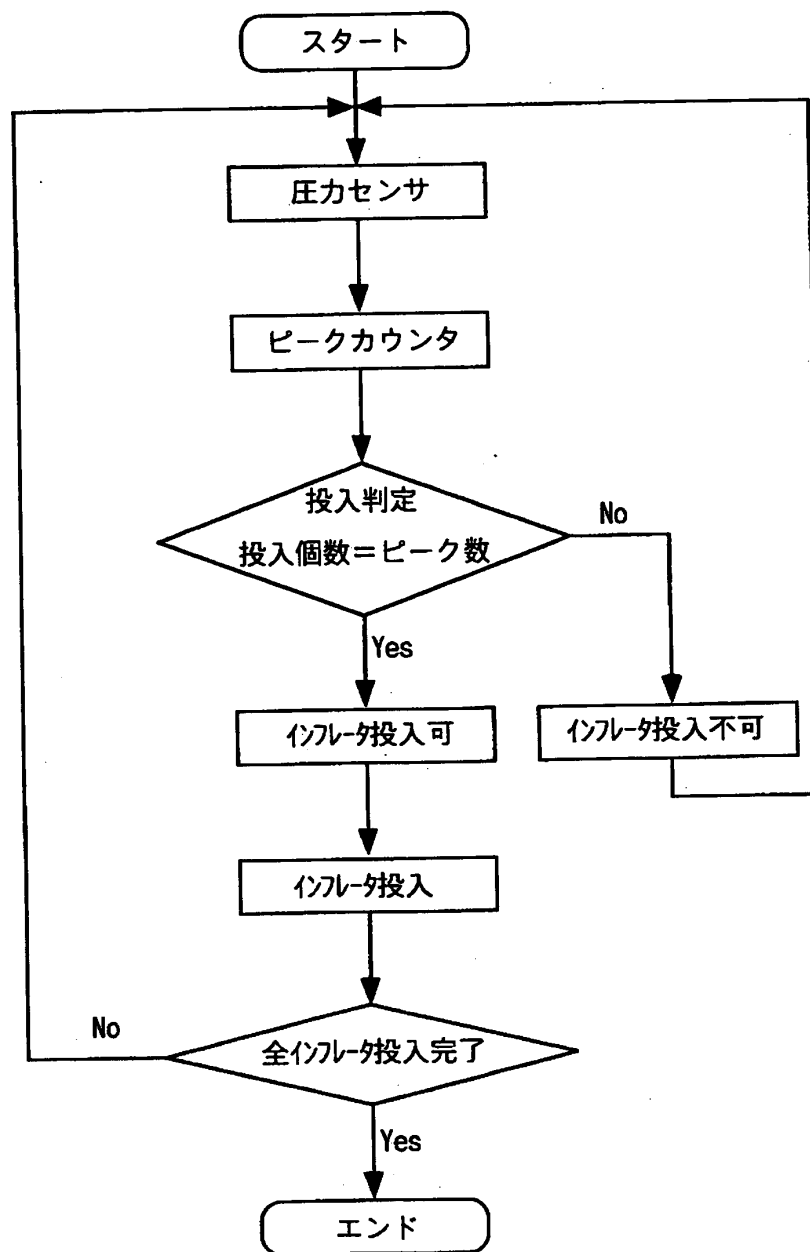 スタート
圧力センサ
ピークカウンタ
投入判定
投入個数＝ピーク数
No
Yes
インフレータ投入可
インフレータ投入不可
インフレータ投入
全インフレータ投入完了
No
Yes
エンド